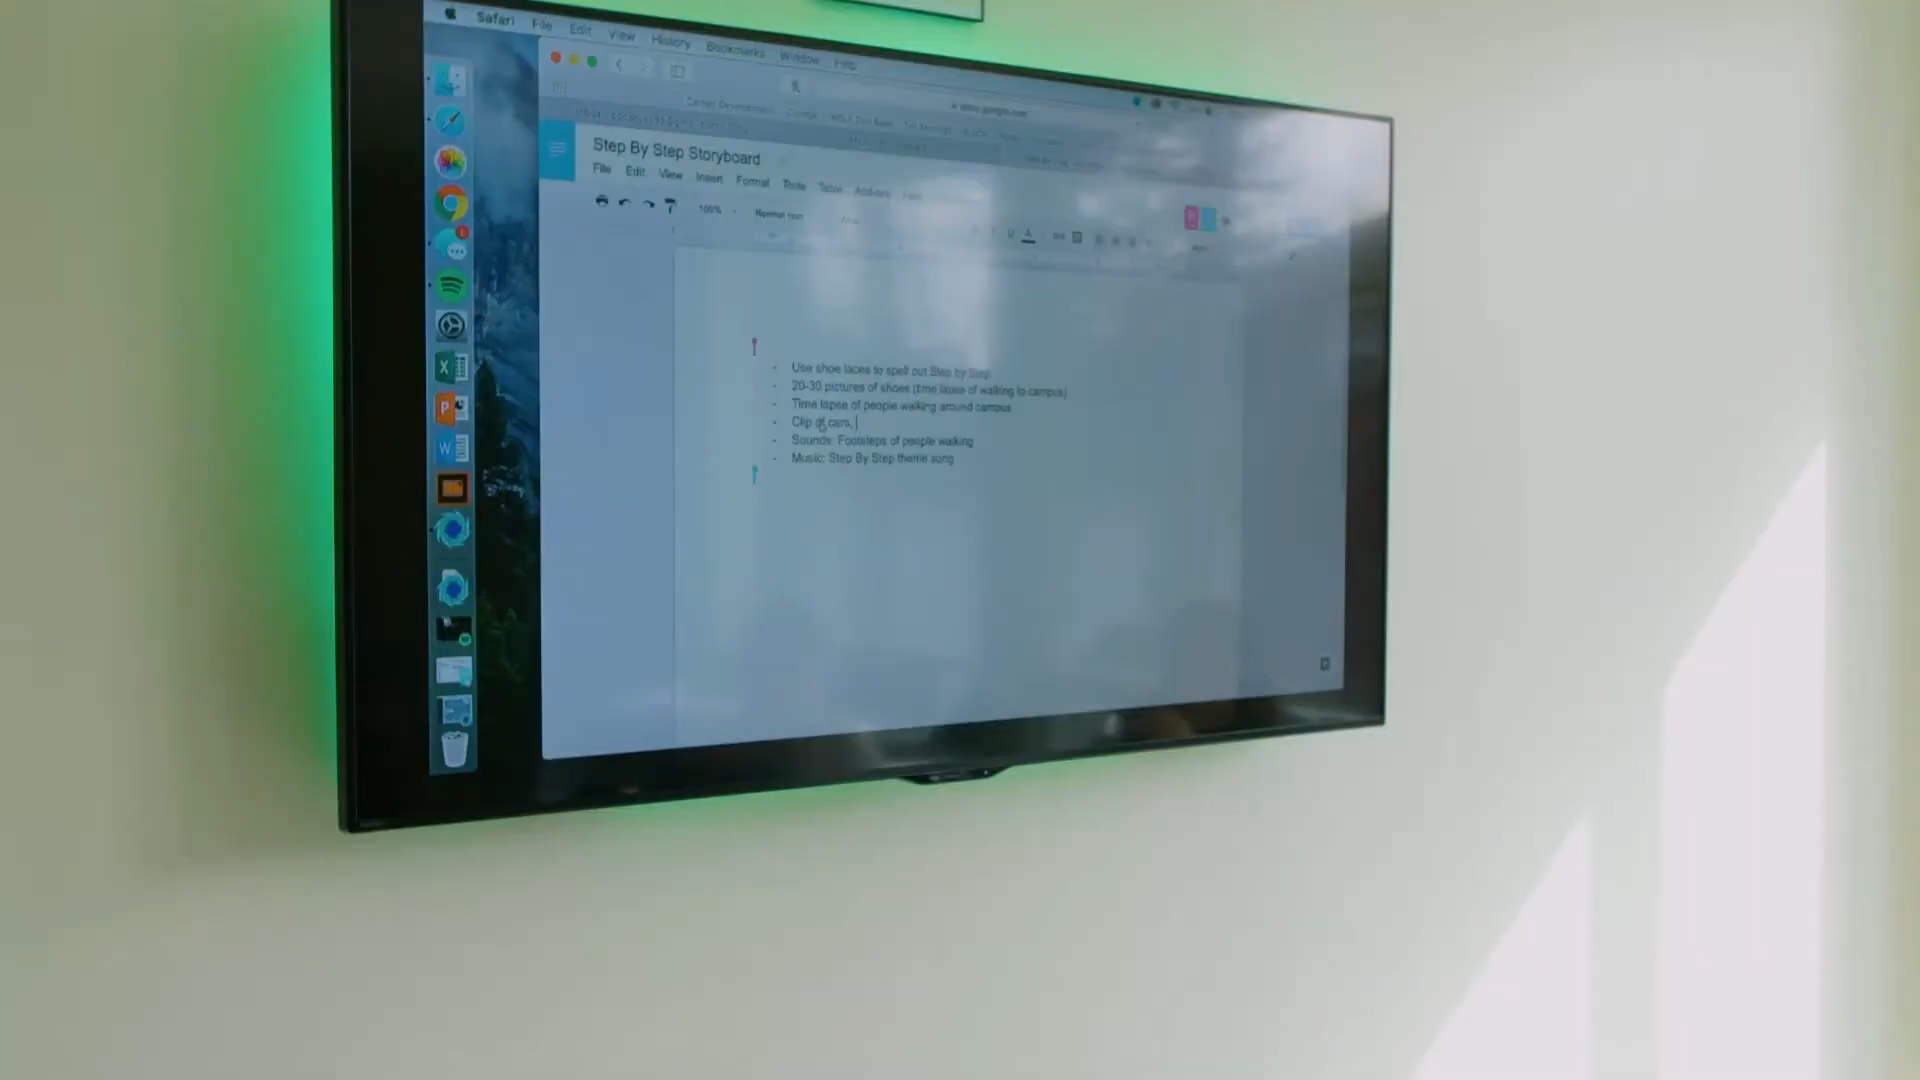 Safari File Edit View History Bookmarks Window Help
Step By Step Storyboard
File Edit View Insert Format Tools Table Add-ons Help
100% Normal text
- Use shoe laces to spell out Step by Step
- 20-30 pictures of shoes (time lapse of walking to campus)
- Time lapse of people walking around campus
- Clip of cars,
- Sounds: Footsteps of people walking
- Music: Step By Step theme song